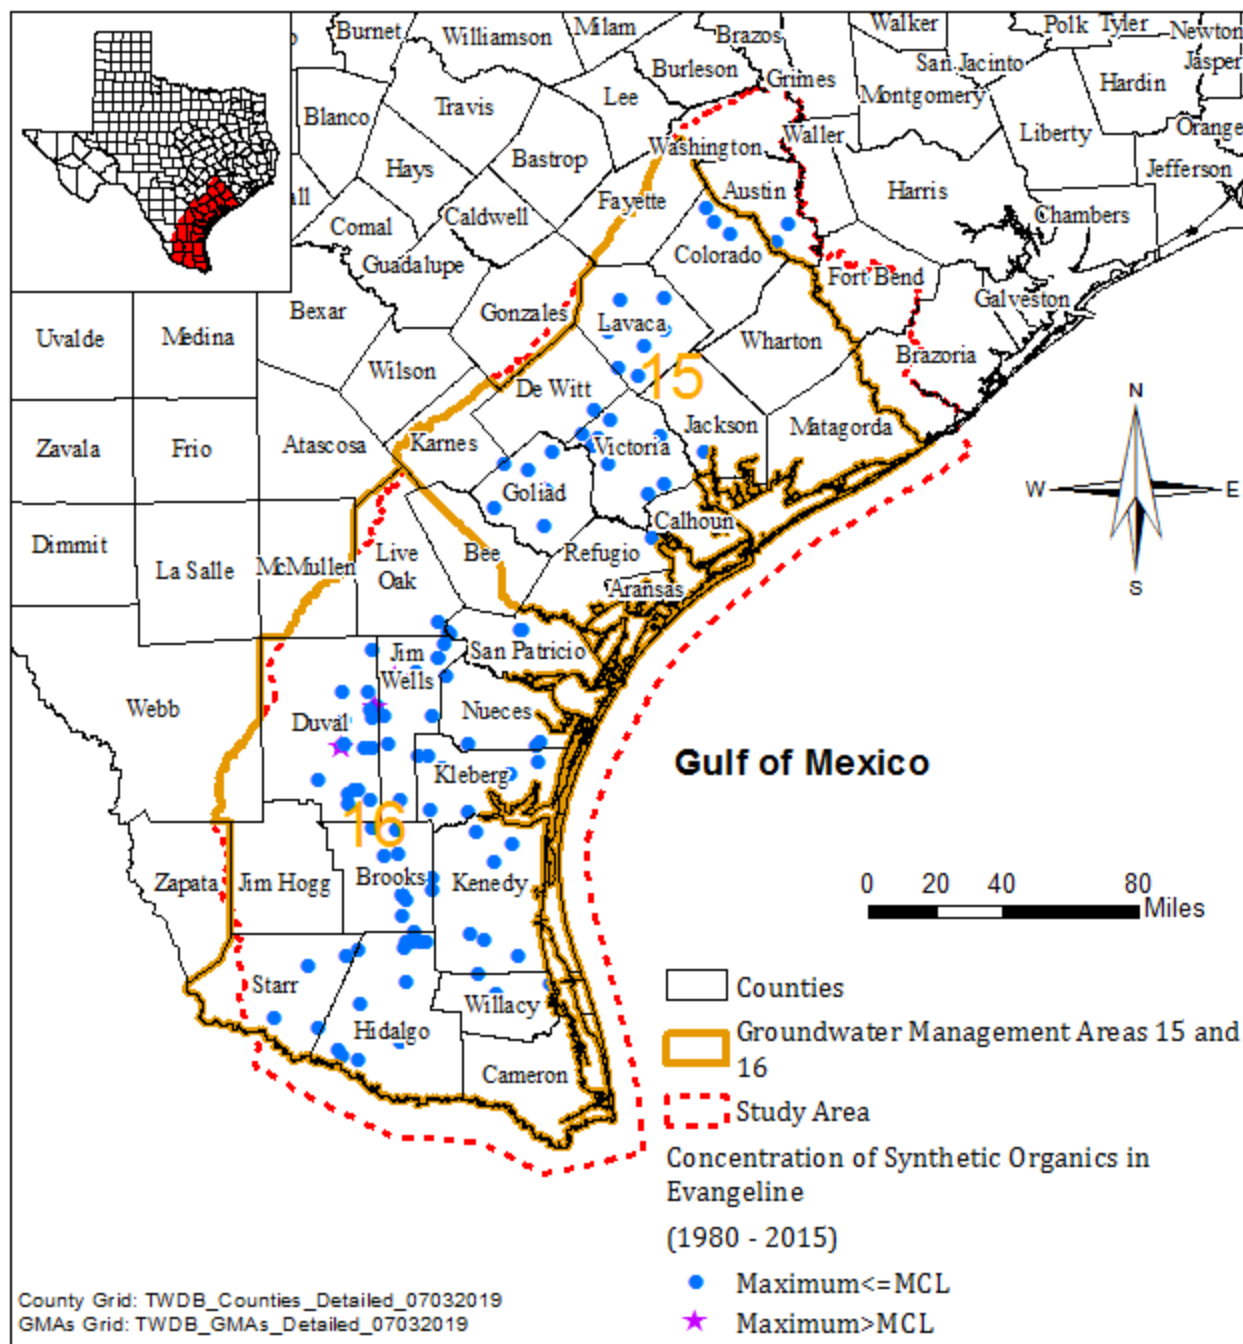 Burnet
Williamson
Milam
Brazos
Walker
Polk
Tyler
Newton
Burleson
Grimes
San Jacinto
Jasper
Hardin
Blanco
Travis
Lee
Montgomery
Liberty
Orange
Washington
Waller
Hays
Bastrop
Austin
Harris
Jefferson
all
Comal
Caldwell
Fayette
Chambers
Guadalupe
Colorado
Fort Bend
Bexar
Gonzales
Lavaca
Galveston
Uvalde
Medina
Wharton
Brazoria
Wilson
De Witt
15
Zavala
Frio
Atascosa
Karnes
Victoria
Jackson
Matagorda
N
Goliad
W
E
Dimmit
La Salle
McMullen
Live
Oak
Bee
Refugio
Calhoun
Aransas
S
Jim
Wells
San Patricio
Webb
Duval
Nueces
Gulf of Mexico
Kleberg
16
Zapata
Jim Hogg
Brooks
Kenedy
0 20 40 80
Miles
Starr
Hidalgo
Willacy
Cameron
Counties
Groundwater Management Areas 15 and
16
Study Area
Concentration of Synthetic Organics in
Evangeline
(1980 - 2015)
Maximum<=MCL
Maximum>MCL
County Grid: TWDB_Counties_Detailed_07032019
GMAs Grid: TWDB_GMAs_Detailed_07032019